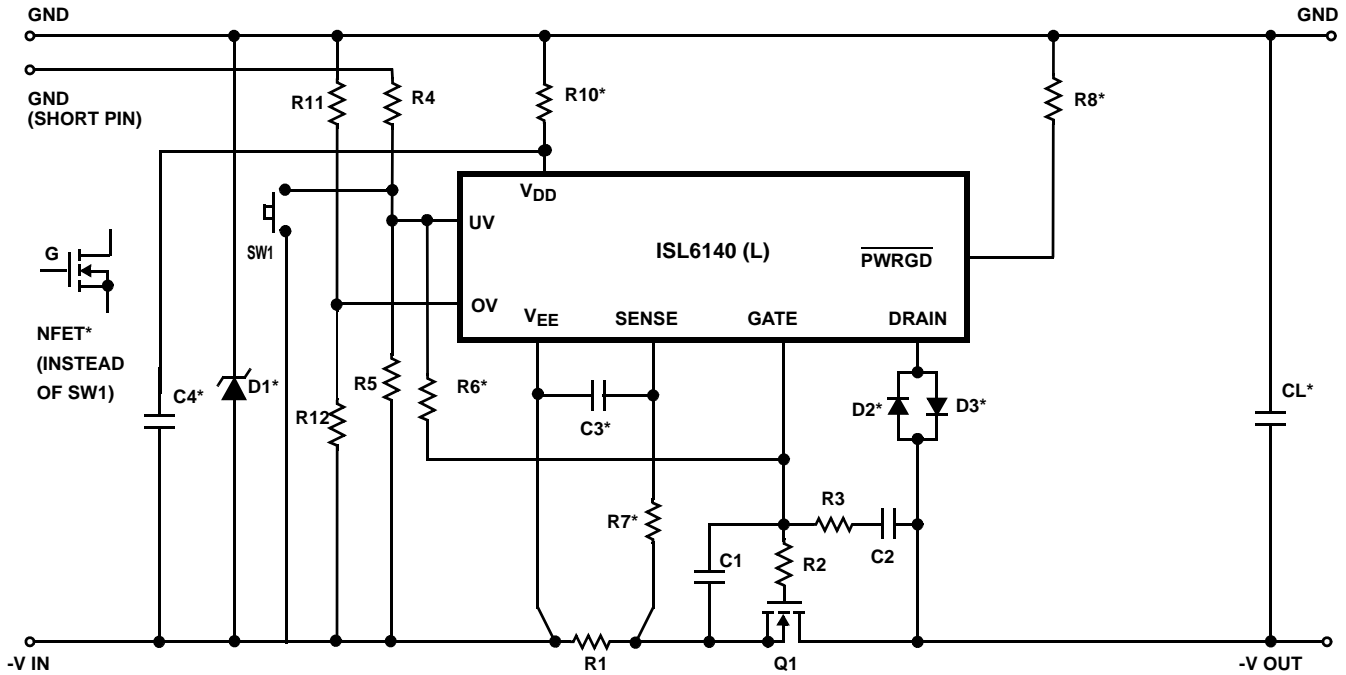 GND
GND
GND
(SHORT PIN)
R11
R4
R10*
R8*
VDD
UV
SW1
ISL6140 (L)
PWRGD
G
OV
VEE
SENSE
GATE
DRAIN
NFET*
(INSTEAD
OF SW1)
C4*
D1*
R5
R6*
C3*
D2*
D3*
CL*
R12
R3
R7*
C1
R2
C2
-V IN
R1
Q1
-V OUT